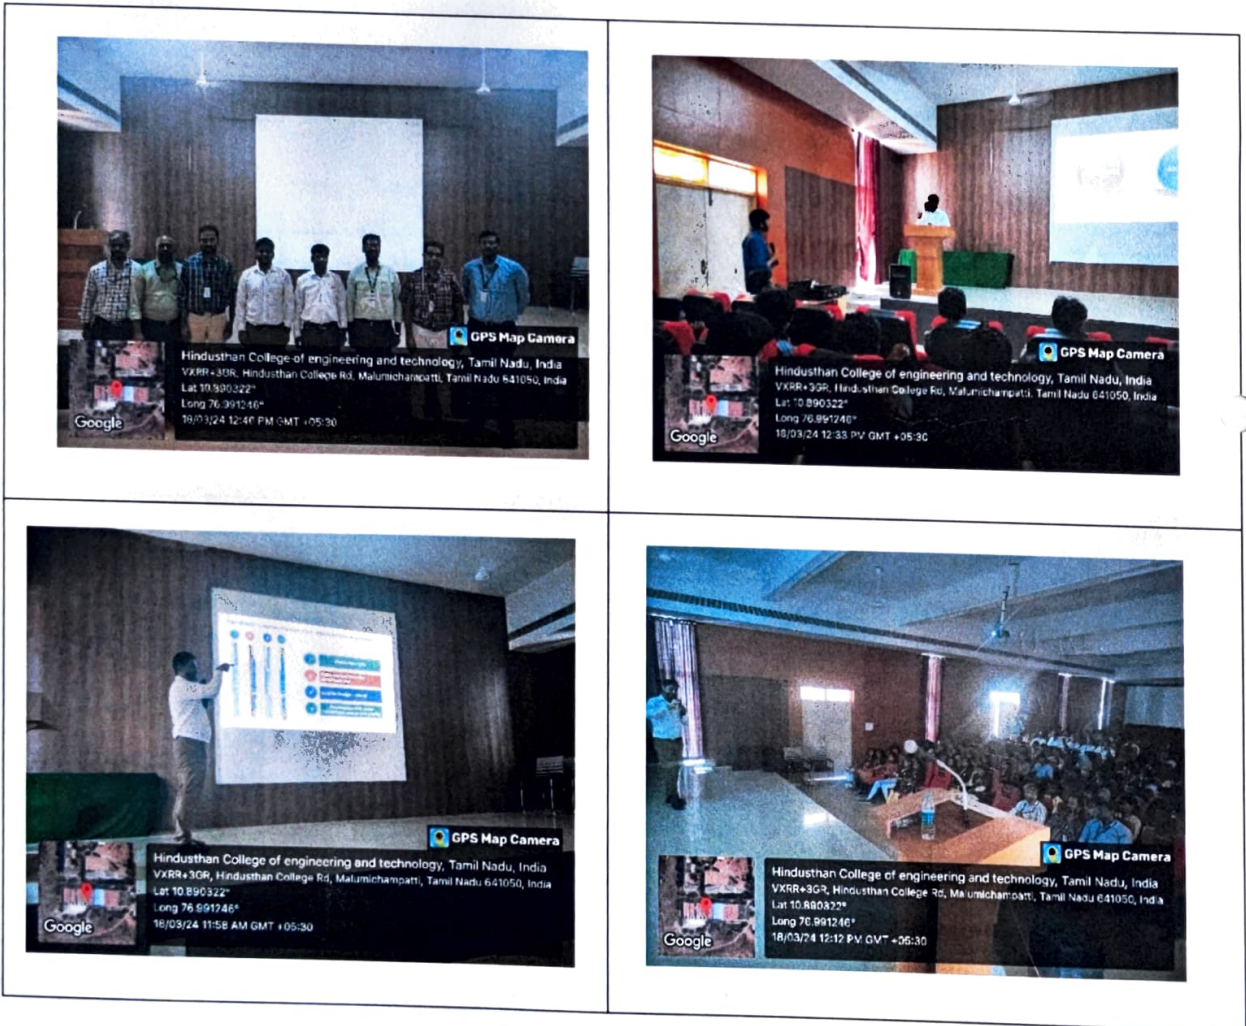 GPS Map Camera
Hindusthan College of engineering and technology, Tamil Nadu, India
VXRR+3GR, Hindusthan College Rd, Malumichampatti, Tamil Nadu 641050, India
Lat 10.890322°
Long 76.991246°
18/03/24 12:46 PM GMT +05:30
Google
GPS Map Camera
Hindusthan College of engineering and technology, Tamil Nadu, India
VXRR+3GR, Hindusthan College Rd, Malumichampatti, Tamil Nadu 641050, India
Lat 10.890322°
Long 76.991246°
18/03/24 12:33 PM GMT +05:30
Google
GPS Map Camera
Hindusthan College of engineering and technology, Tamil Nadu, India
VXRR+3GR, Hindusthan College Rd, Malumichampatti, Tamil Nadu 641050, India
Lat 10.890322°
Long 76.991246°
18/03/24 11:58 AM GMT +05:30
Google
GPS Map Camera
Hindusthan College of engineering and technology, Tamil Nadu, India
VXRR+3GR, Hindusthan College Rd, Malumichampatti, Tamil Nadu 641050, India
Lat 10.890322°
Long 76.991246°
18/03/24 12:12 PM GMT +05:30
Google